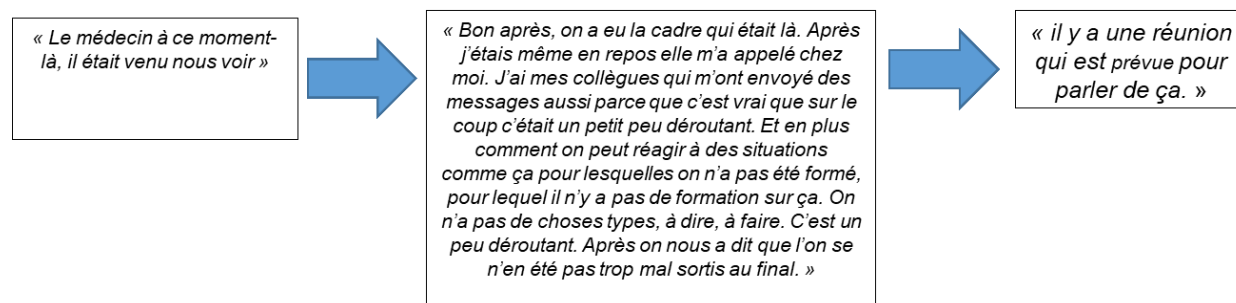 « Le médecin à ce moment-
là, il était venu nous voir »
« Bon après, on a eu la cadre qui était là. Après
j’étais même en repos elle m’a appelé chez
moi. J’ai mes collègues qui m’ont envoyé des
messages aussi parce que c’est vrai que sur le
coup c’était un petit peu déroutant. Et en plus
comment on peut réagir à des situations
comme ça pour lesquelles on n’a pas été formé,
pour lequel il n’y a pas de formation sur ça. On
n’a pas de choses types, à dire, à faire. C’est un
peu déroutant. Après on nous a dit que l’on se
n’en été pas trop mal sortis au final. »
« il y a une réunion
qui est prévue pour
parler de ça. »